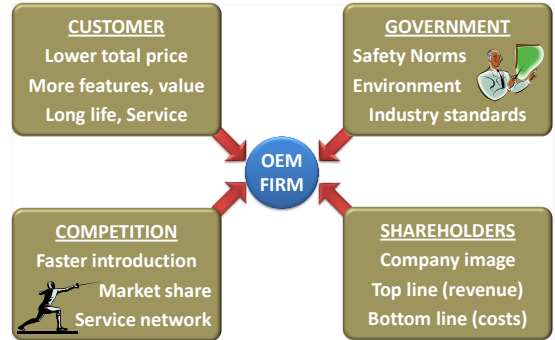 CUSTOMER
Lower total price
More features, value
Long life, Service
GOVERNMENT
Safety Norms
Environment
Industry standards
OEM
FIRM
COMPETITION
Faster introduction
Market share
Service network
SHAREHOLDERS
Company image
Top line (revenue)
Bottom line (costs)